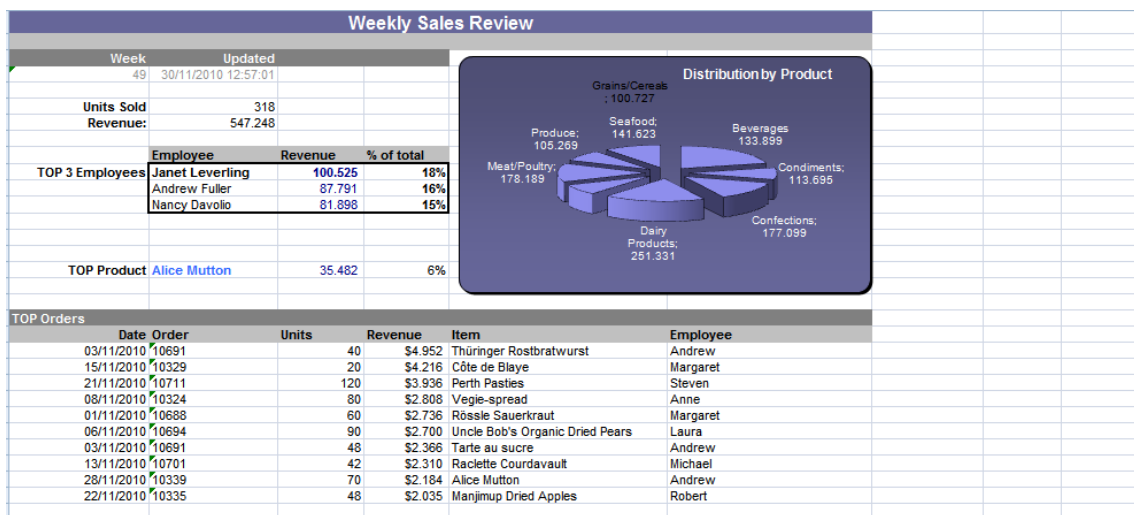 Weekly Sales Review
Week Updated
49 30/11/2010 12:57:01
Units Sold 318
Revenue: 547.248
Employee Revenue % of total
TOP 3 Employees Janet Leverling 100.525 18%
Andrew Fuller 87.791 16%
Nancy Davolio 81.898 15%
TOP Product Alice Mutton 35.482 6%
Distribution by Product
Grains/Cereals
; 100.727
Seafood;
141.623
Produce;
105.269
Beverages
133.899
Meat/Poultry;
178.189
Condiments;
113.695
Confections;
177.099
Dairy
Products;
251.331
TOP Orders
Date Order Units Revenue Item Employee
03/11/2010 10691 40 $4.952 Thüringer Rostbratwurst Andrew
15/11/2010 10329 20 $4.216 Côte de Blaye Margaret
21/11/2010 10711 120 $3.936 Perth Pasties Steven
08/11/2010 10324 80 $2.808 Vegie-spread Anne
01/11/2010 10688 60 $2.736 Rössle Sauerkraut Margaret
06/11/2010 10694 90 $2.700 Uncle Bob's Organic Dried Pears Laura
03/11/2010 10691 48 $2.366 Tarte au sucre Andrew
13/11/2010 10701 42 $2.310 Raclette Courdavault Michael
28/11/2010 10339 70 $2.184 Alice Mutton Andrew
22/11/2010 10335 48 $2.035 Manjimup Dried Apples Robert